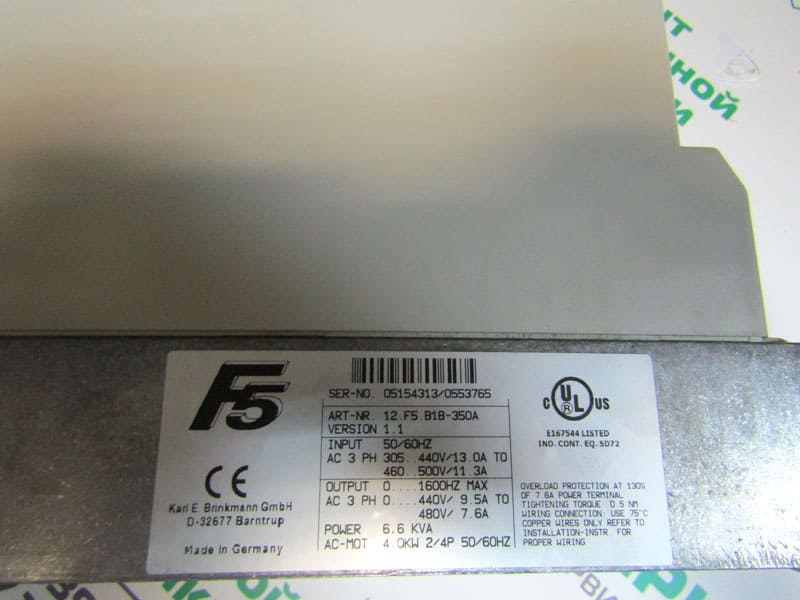 нт
чной
и
F5
SER-NO. 05154313/0553765
ART-NR. 12.F5.B1B-350A
VERSION 1.1
INPUT 50/60HZ
AC 3 PH 305..440V/13.0A TO
460..500V/11.3A
OUTPUT 0....1600HZ MAX
AC 3 PH 0...440V/ 9.5A TO
480V/ 7.6A
POWER 6.6 KVA
AC-MOT 4.0KW 2/4P 50/60HZ
CE
Karl E. Brinkmann GmbH
D-32677 Barntrup
Made in Germany
C UL US
R
E167544 LISTED
IND. CONT. EQ. 5D72
OVERLOAD PROTECTION AT 130%
OF 7.6A POWER TERMINAL
TIGHTENING TORQUE: 0.5 NM
WIRING CONNECTION: USE 75°C
COPPER WIRES ONLY REFER TO
INSTALLATION-INSTR. FOR
PROPER WIRING